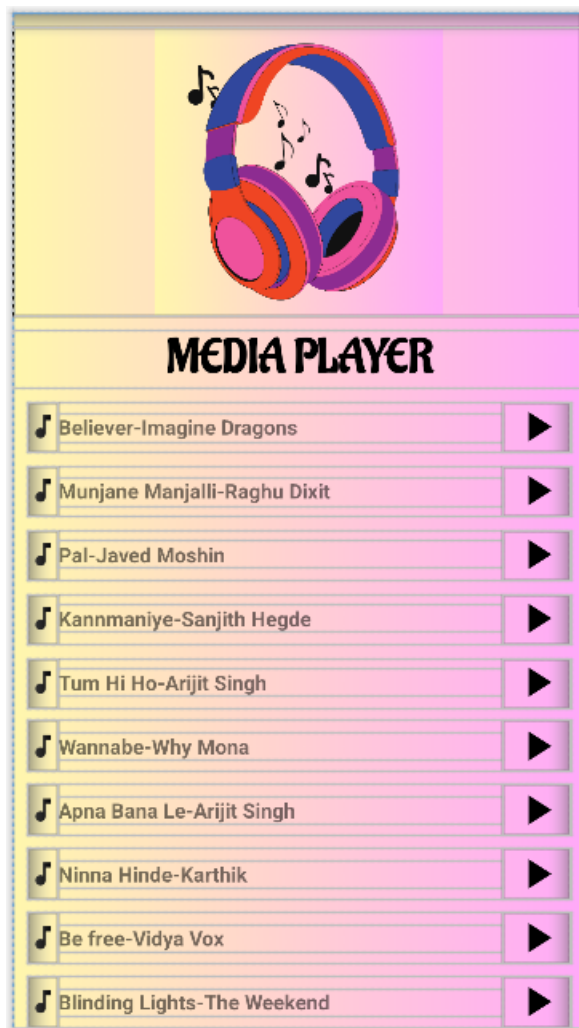 MEDIA PLAYER
Believer-Imagine Dragons
Munjane Manjalli-Raghu Dixit
Pal-Javed Moshin
Kannmaniye-Sanjith Hegde
Tum Hi Ho-Arijit Singh
Wannabe-Why Mona
Apna Bana Le-Arijit Singh
Ninna Hinde-Karthik
Be free-Vidya Vox
Blinding Lights-The Weekend